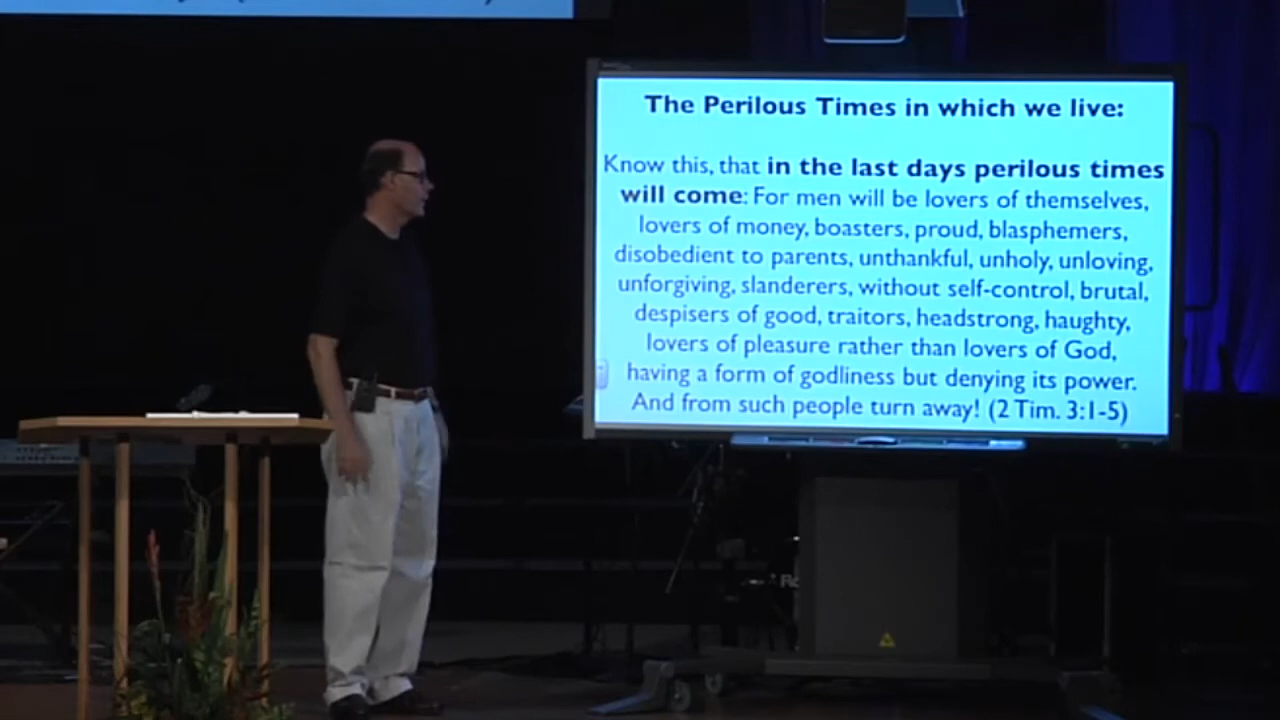 The Perilous Times in which we live:
Know this, that in the last days perilous times
will come: For men will be lovers of themselves,
lovers of money, boasters, proud, blasphemers,
disobedient to parents, unthankful, unholy, unloving,
unforgiving, slanderers, without self-control, brutal,
despisers of good, traitors, headstrong, haughty,
lovers of pleasure rather than lovers of God,
having a form of godliness but denying its power.
And from such people turn away! (2 Tim. 3:1-5)